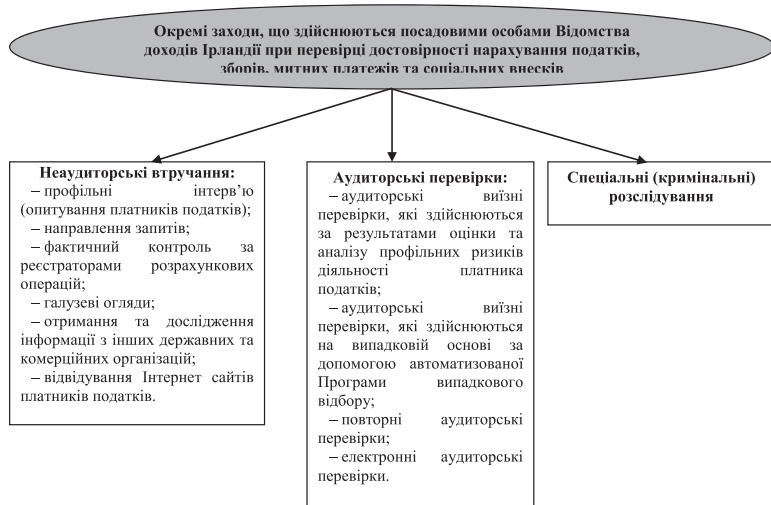 Окремі заходи, що здійснюються посадовими особами Відомства
доходів Ірландії при перевірці достовірності нарахування податків,
зборів, митних платежів та соціальних внесків
Неаудиторські втручання:
– профільні інтерв’ю
(опитування платників податків);
– направлення запитів;
– фактичний контроль за
реєстраторами розрахункових
операцій;
– галузеві огляди;
– отримання та дослідження
інформації з інших державних та
комерційних організацій;
– відвідування Інтернет сайтів
платників податків.
Аудиторські перевірки:
– аудиторські виїзні
перевірки, які здійснюються
за результатами оцінки та
аналізу профільних ризиків
діяльності платника
податків;
– аудиторські виїзні
перевірки, які здійснюються
на випадковій основі за
допомогою автоматизованої
Програми випадкового
відбору;
– повторні аудиторські
перевірки;
– електронні аудиторські
перевірки.
Спеціальні (кримінальні)
розслідування